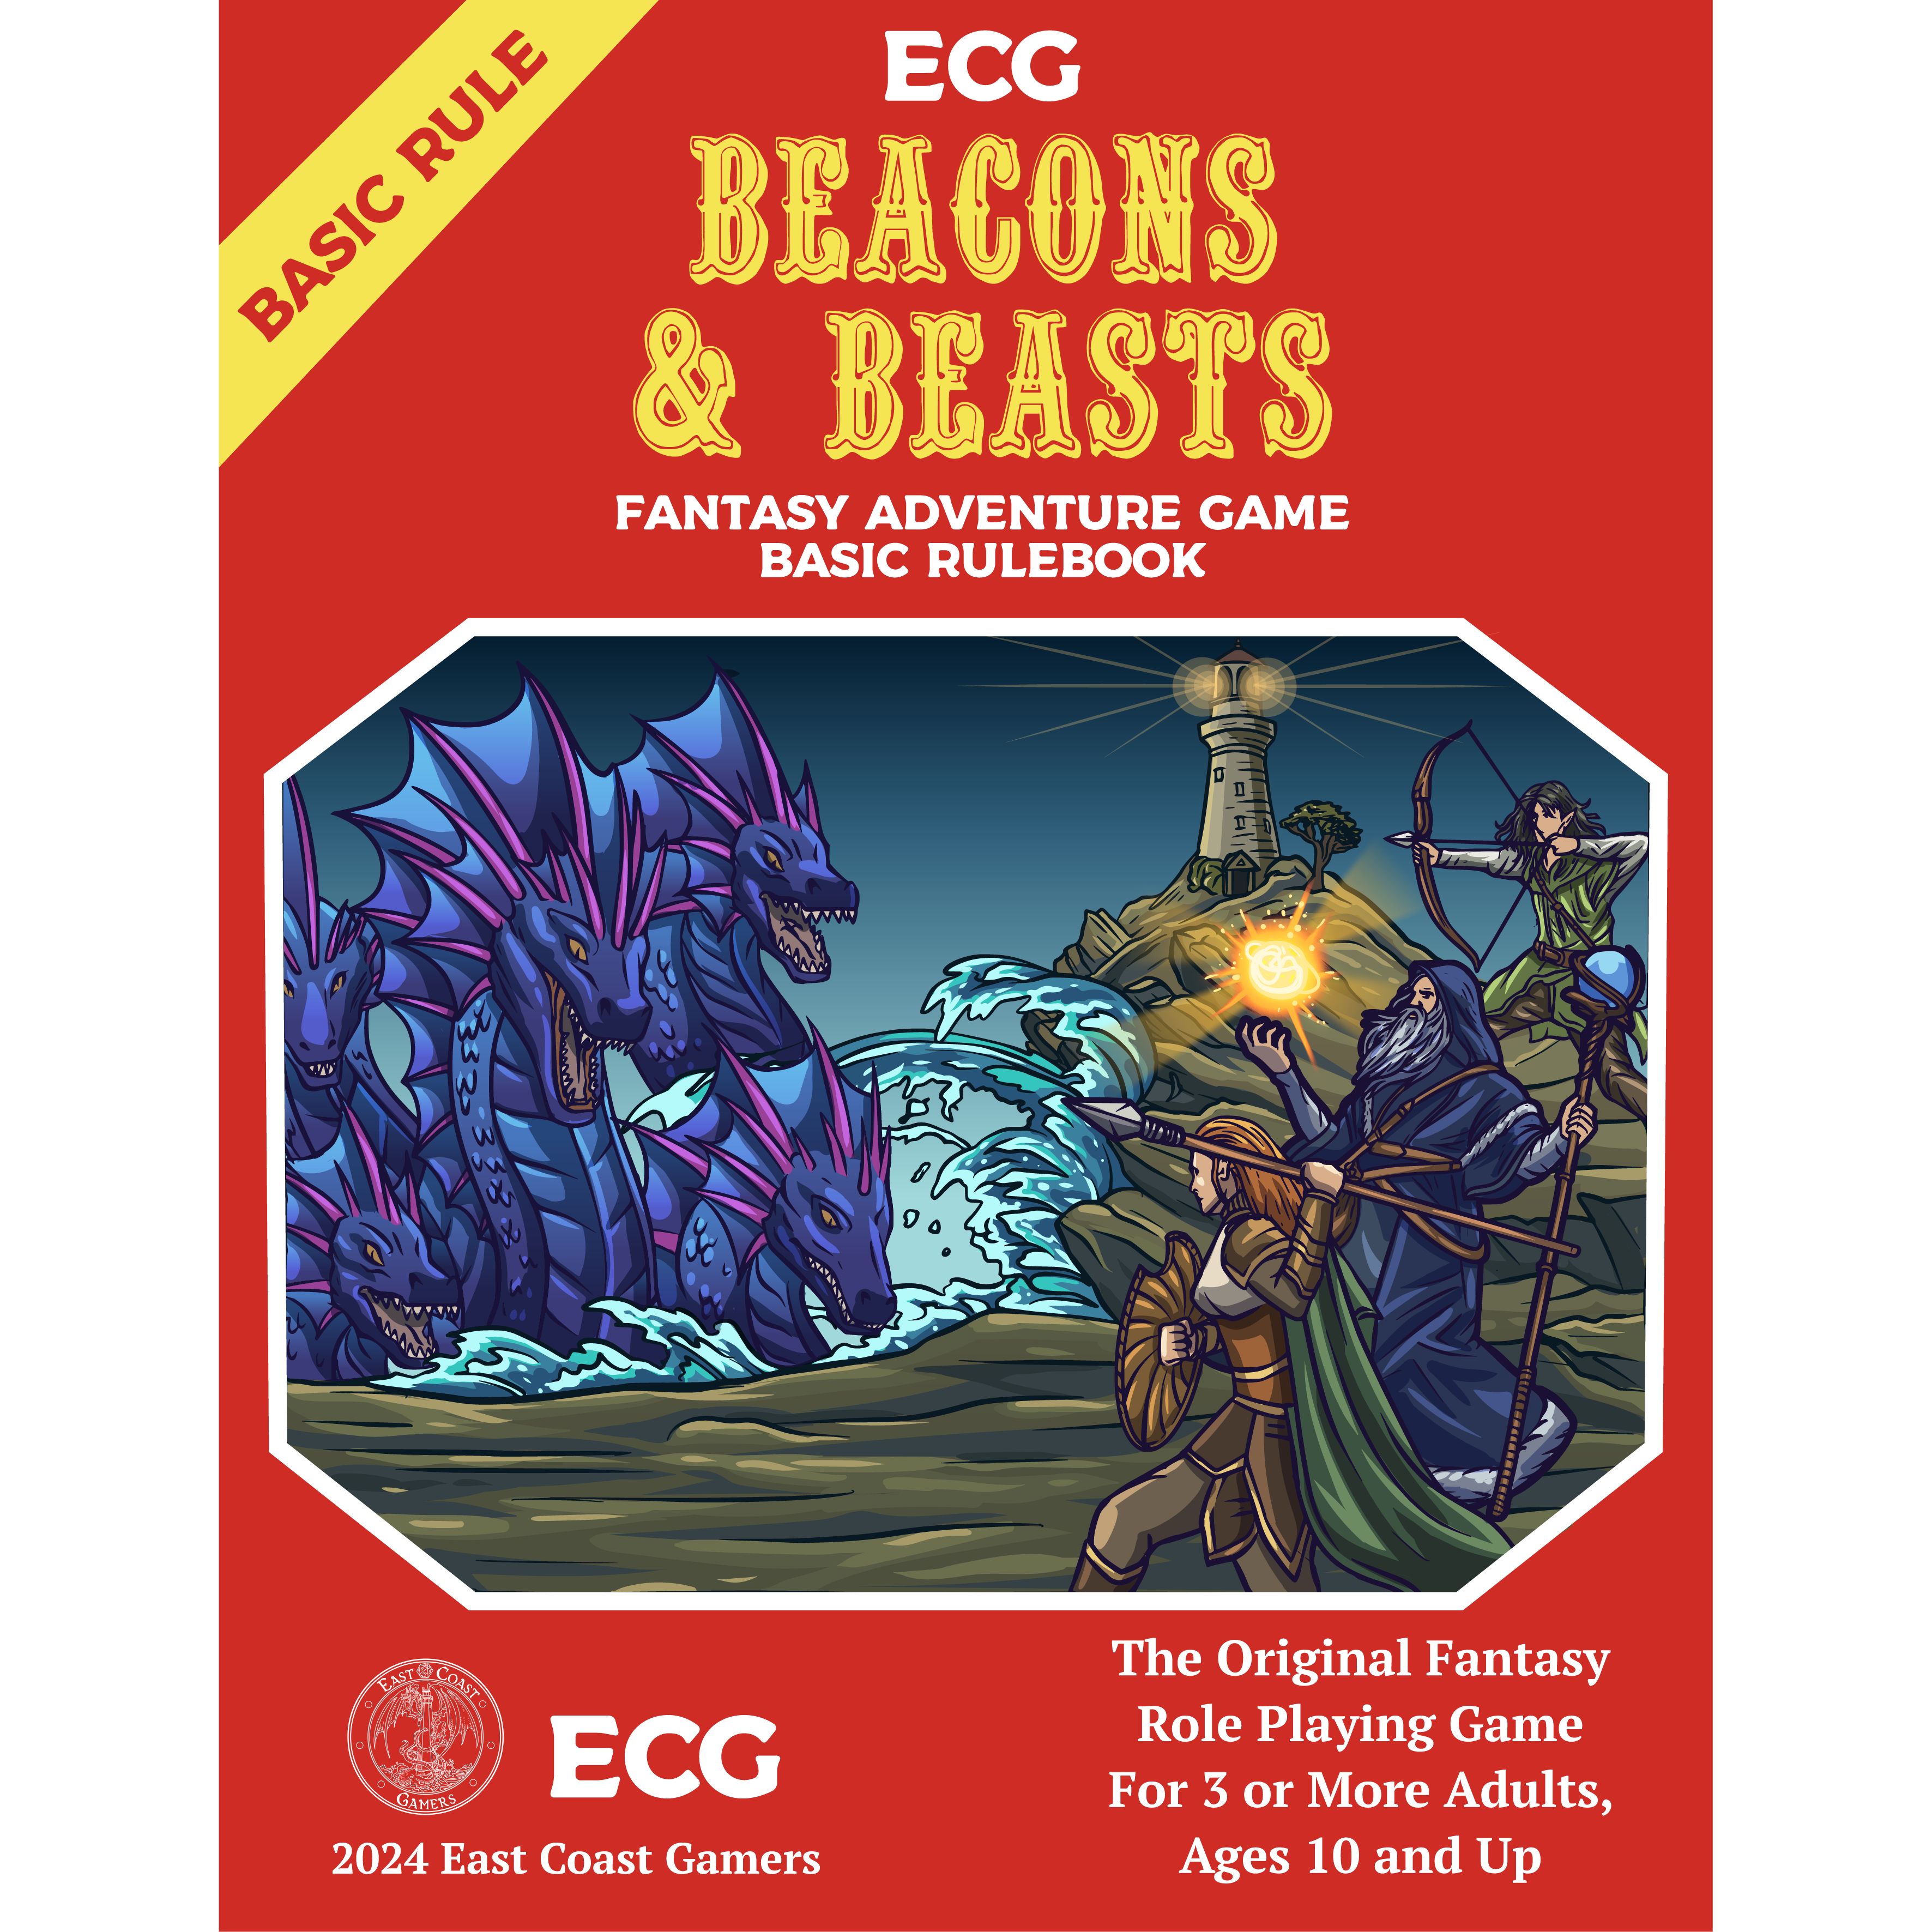 BASIC RULE
ECG
BEACONS
& BEASTS
FANTASY ADVENTURE GAME
BASIC RULEBOOK
EAST COAST
GAMERS
ECG
2024 East Coast Gamers
The Original Fantasy
Role Playing Game
For 3 or More Adults,
Ages 10 and Up